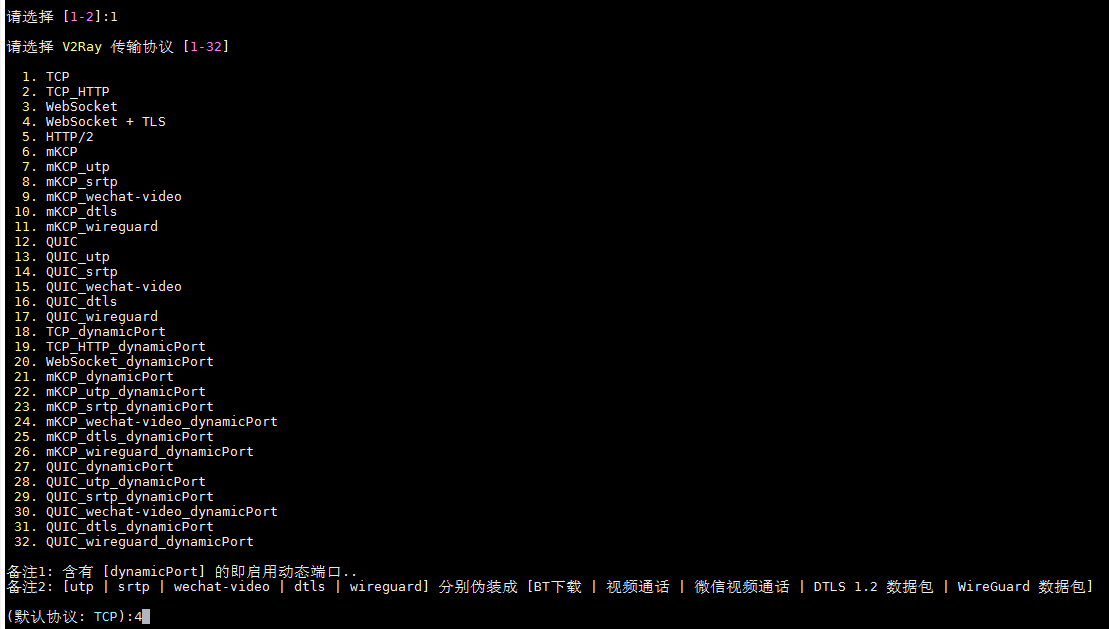 请选择 [1-2]:1
请选择 V2Ray 传输协议 [1-32]
1. TCP
2. TCP_HTTP
3. WebSocket
4. WebSocket + TLS
5. HTTP/2
6. mKCP
7. mKCP_utp
8. mKCP_srtp
9. mKCP_wechat-video
10. mKCP_dtls
11. mKCP_wireguard
12. QUIC
13. QUIC_utp
14. QUIC_srtp
15. QUIC_wechat-video
16. QUIC_dtls
17. QUIC_wireguard
18. TCP_dynamicPort
19. TCP_HTTP_dynamicPort
20. WebSocket_dynamicPort
21. mKCP_dynamicPort
22. mKCP_utp_dynamicPort
23. mKCP_srtp_dynamicPort
24. mKCP_wechat-video_dynamicPort
25. mKCP_dtls_dynamicPort
26. mKCP_wireguard_dynamicPort
27. QUIC_dynamicPort
28. QUIC_utp_dynamicPort
29. QUIC_srtp_dynamicPort
30. QUIC_wechat-video_dynamicPort
31. QUIC_dtls_dynamicPort
32. QUIC_wireguard_dynamicPort
备注1: 含有 [dynamicPort] 的即启用动态端口..
备注2: [utp | srtp | wechat-video | dtls | wireguard] 分别伪装成 [BT下载 | 视频通话 | 微信视频通话 | DTLS 1.2 数据包 | WireGuard 数据包]
(默认协议: TCP):4